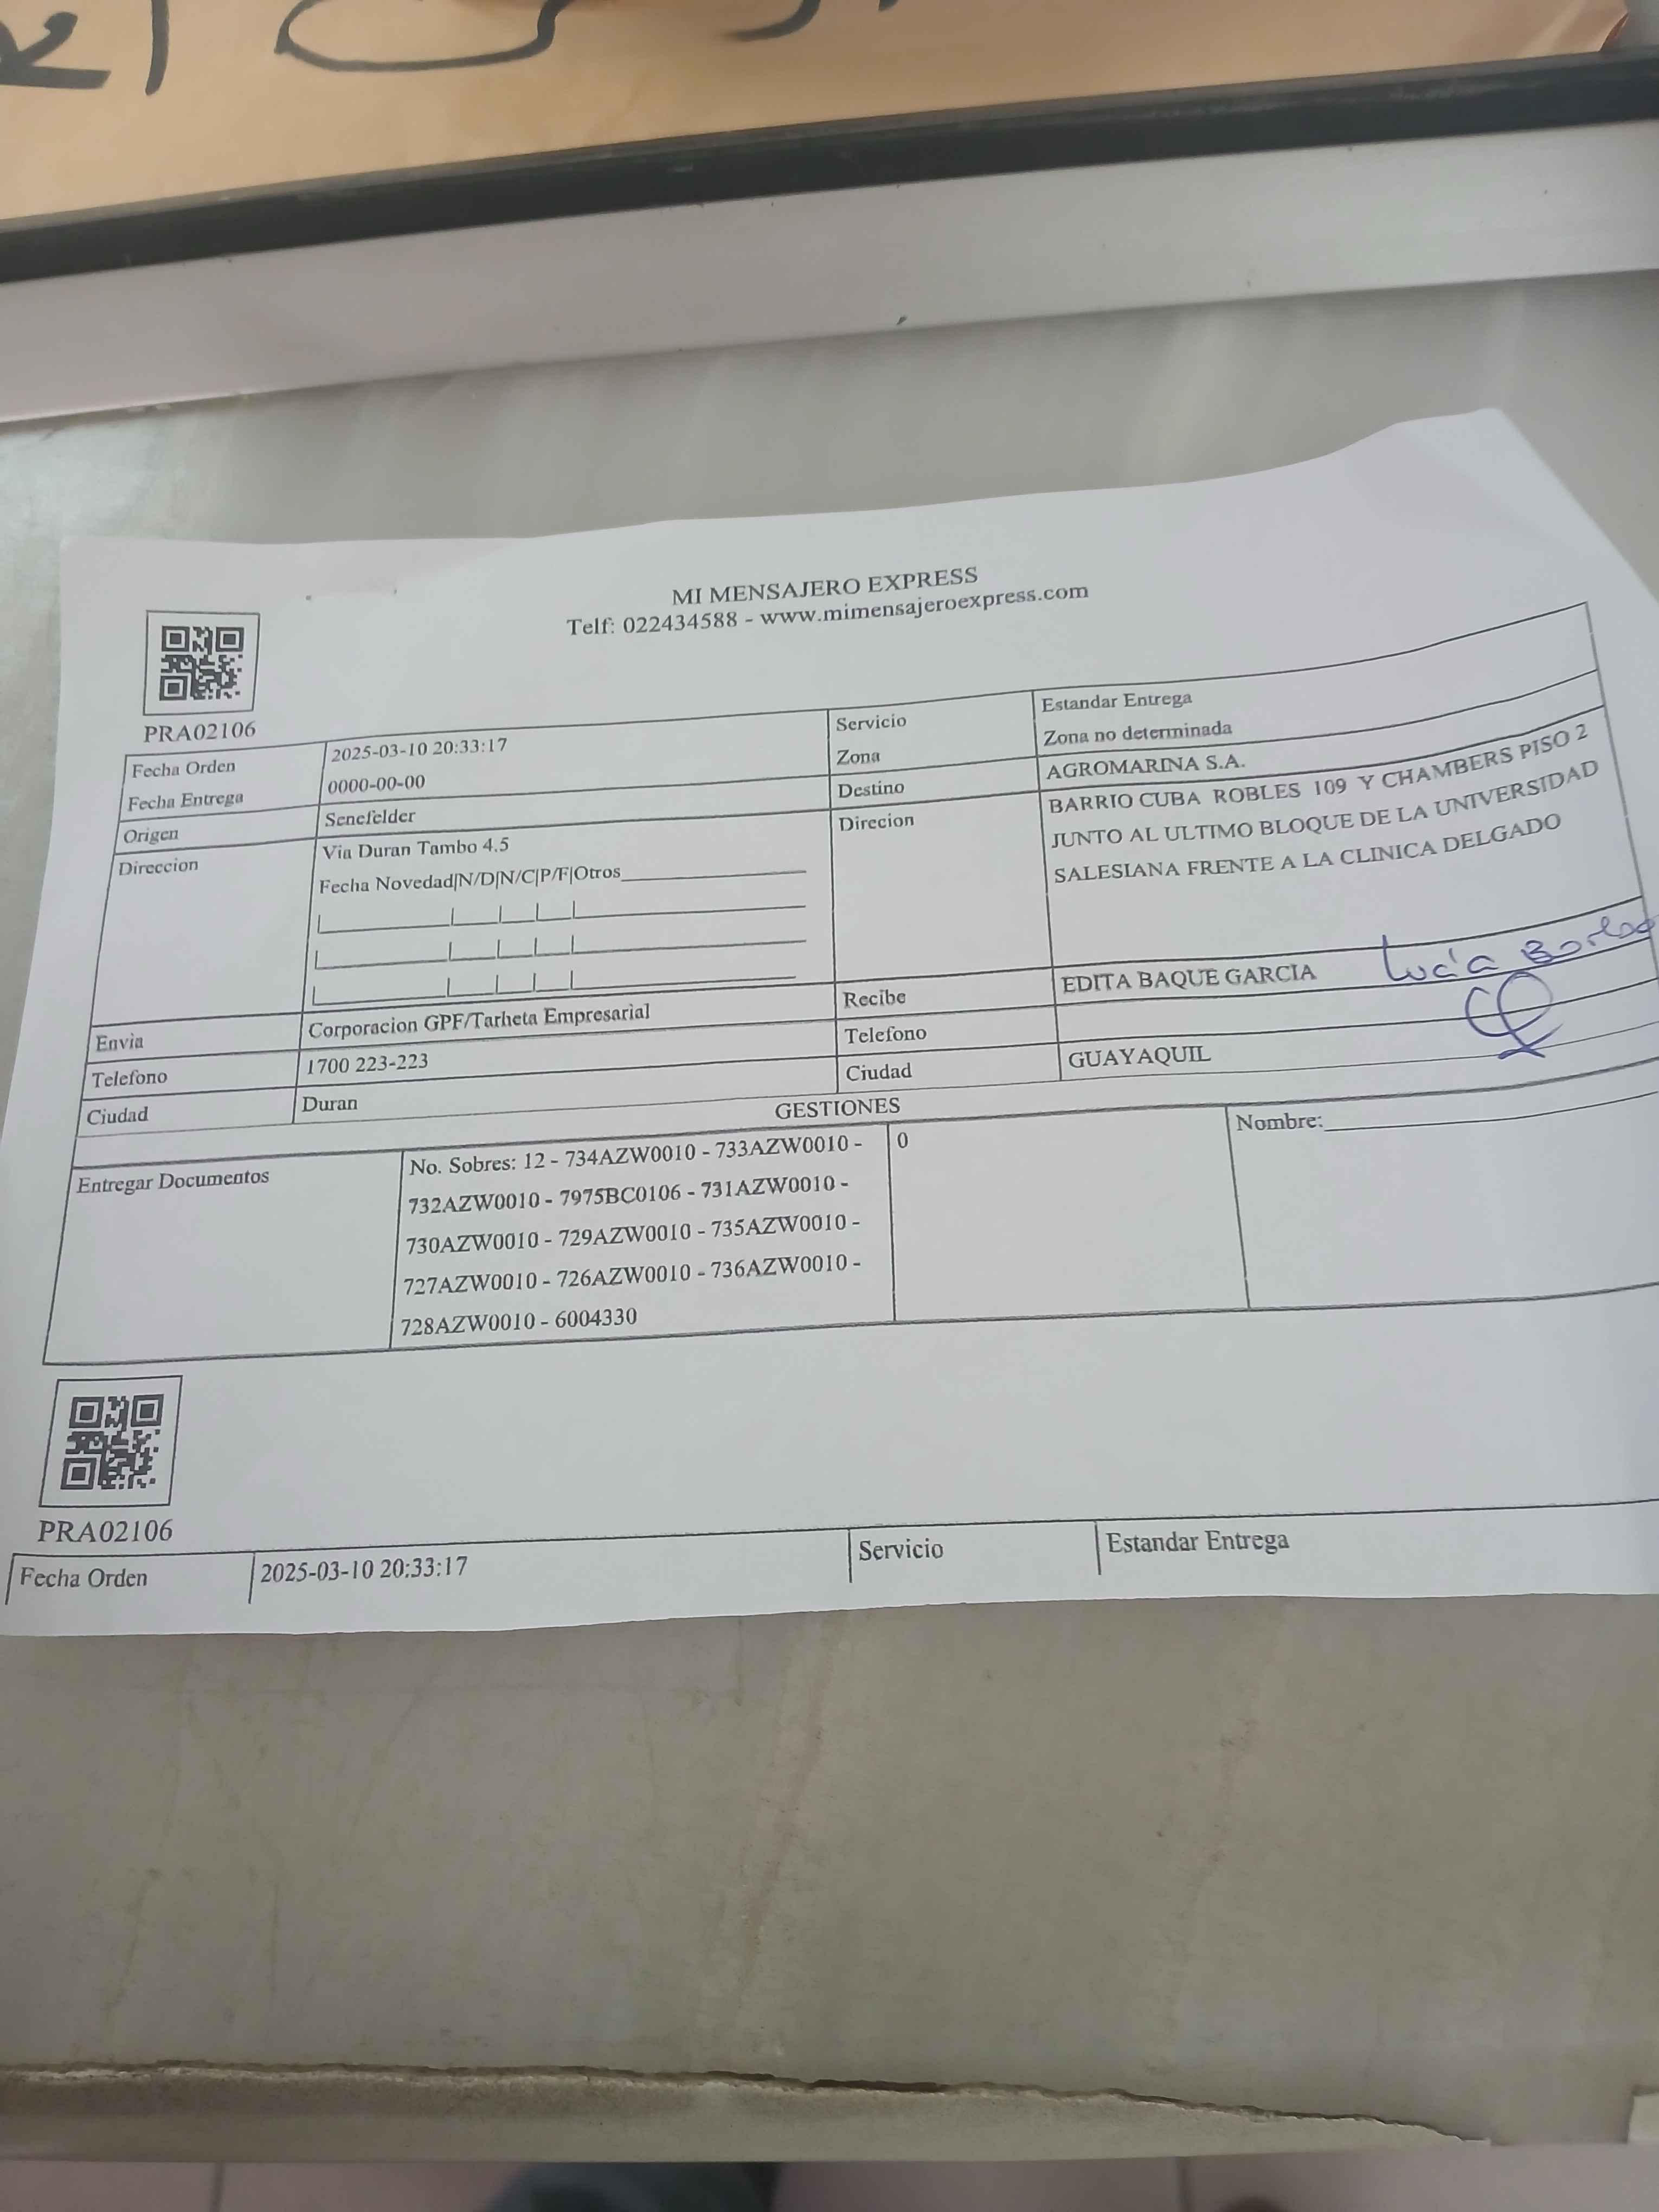 MI MENSAJERO EXPRESS
Telf: 022434588 - www.mimensajeroexpress.com
PRA02106
Fecha Orden 2025-03-10 20:33:17 Servicio Estandar Entrega
Fecha Entrega 0000-00-00 Zona Zona no determinada
Origen Senefelder Destino AGROMARINA S.A.
Direccion Via Duran Tambo 4.5 Direcion BARRIO CUBA ROBLES 109 Y CHAMBERS PISO 2
Fecha Novedad|N/D|N/C|P/F|Otros JUNTO AL ULTIMO BLOQUE DE LA UNIVERSIDAD
SALESIANA FRENTE A LA CLINICA DELGADO
Envia Corporacion GPF/Tarheta Empresarial Recibe EDITA BAQUE GARCIA Lucía
Telefono 1700 223-223 Telefono
Ciudad Duran Ciudad GUAYAQUIL
GESTIONES
Entregar Documentos No. Sobres: 12 - 734AZW0010 - 733AZW0010 - 0 Nombre:
732AZW0010 - 7975BC0106 - 731AZW0010 -
730AZW0010 - 729AZW0010 - 735AZW0010 -
727AZW0010 - 726AZW0010 - 736AZW0010 -
728AZW0010 - 6004330
PRA02106
Fecha Orden 2025-03-10 20:33:17 Servicio Estandar Entrega